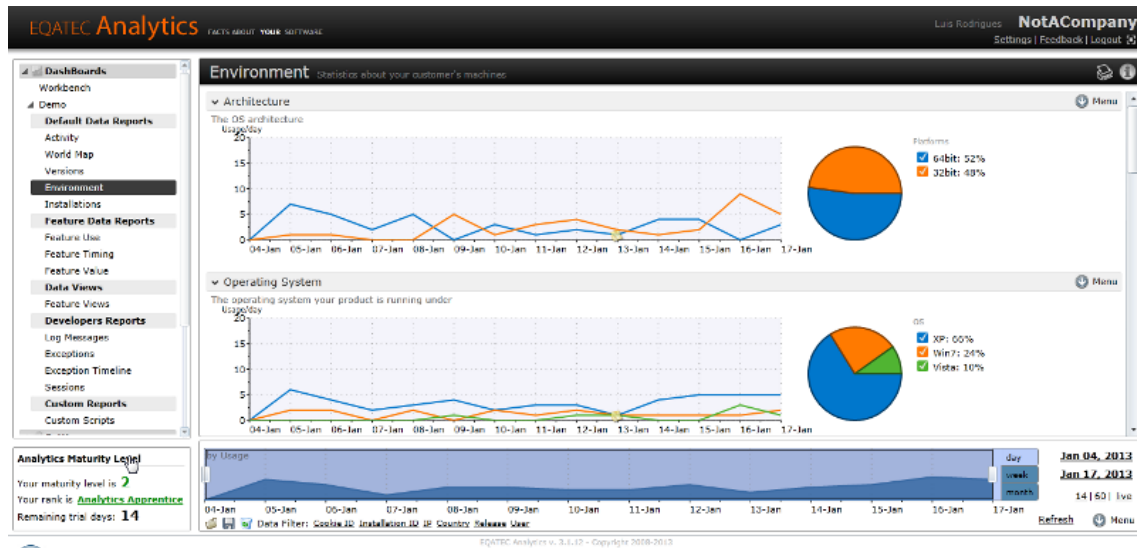 EQATEC Analytics FACTS ABOUT YOUR SOFTWARE
Luis Rodrigues NotACompany
Settings | Feedback | Logout
DashBoards
Workbench
Demo
Default Data Reports
Activity
World Map
Versions
Environment
Installations
Feature Data Reports
Feature Use
Feature Timing
Feature Value
Data Views
Feature Views
Developers Reports
Log Messages
Exceptions
Exception Timeline
Sessions
Custom Reports
Custom Scripts
Analytics Maturity Level
Your maturity level is 2
Your rank is Analytics Apprentice
Remaining trial days: 14
Environment Statistics about your customer's machines
Architecture
Menu
The OS architecture
Usage/day
20
15
10
5
0
04-Jan 05-Jan 06-Jan 07-Jan 08-Jan 09-Jan 10-Jan 11-Jan 12-Jan 13-Jan 14-Jan 15-Jan 16-Jan 17-Jan
Platforms
64bit: 52%
32bit: 48%
Operating System
Menu
The operating system your product is running under
Usage/day
20
15
10
5
0
04-Jan 05-Jan 06-Jan 07-Jan 08-Jan 09-Jan 10-Jan 11-Jan 12-Jan 13-Jan 14-Jan 15-Jan 16-Jan 17-Jan
OS
XP: 66%
Win7: 24%
Vista: 10%
by Usage
day
week
month
04-Jan 05-Jan 06-Jan 07-Jan 08-Jan 09-Jan 10-Jan 11-Jan 12-Jan 13-Jan 14-Jan 15-Jan 16-Jan 17-Jan
Data Filter: Cookie ID Installation ID IP Country Release User
Jan 04, 2013
Jan 17, 2013
14 | 60 | live
Refresh Menu
EQATEC Analytics v. 3.1.12 - Copyright 2008-2013